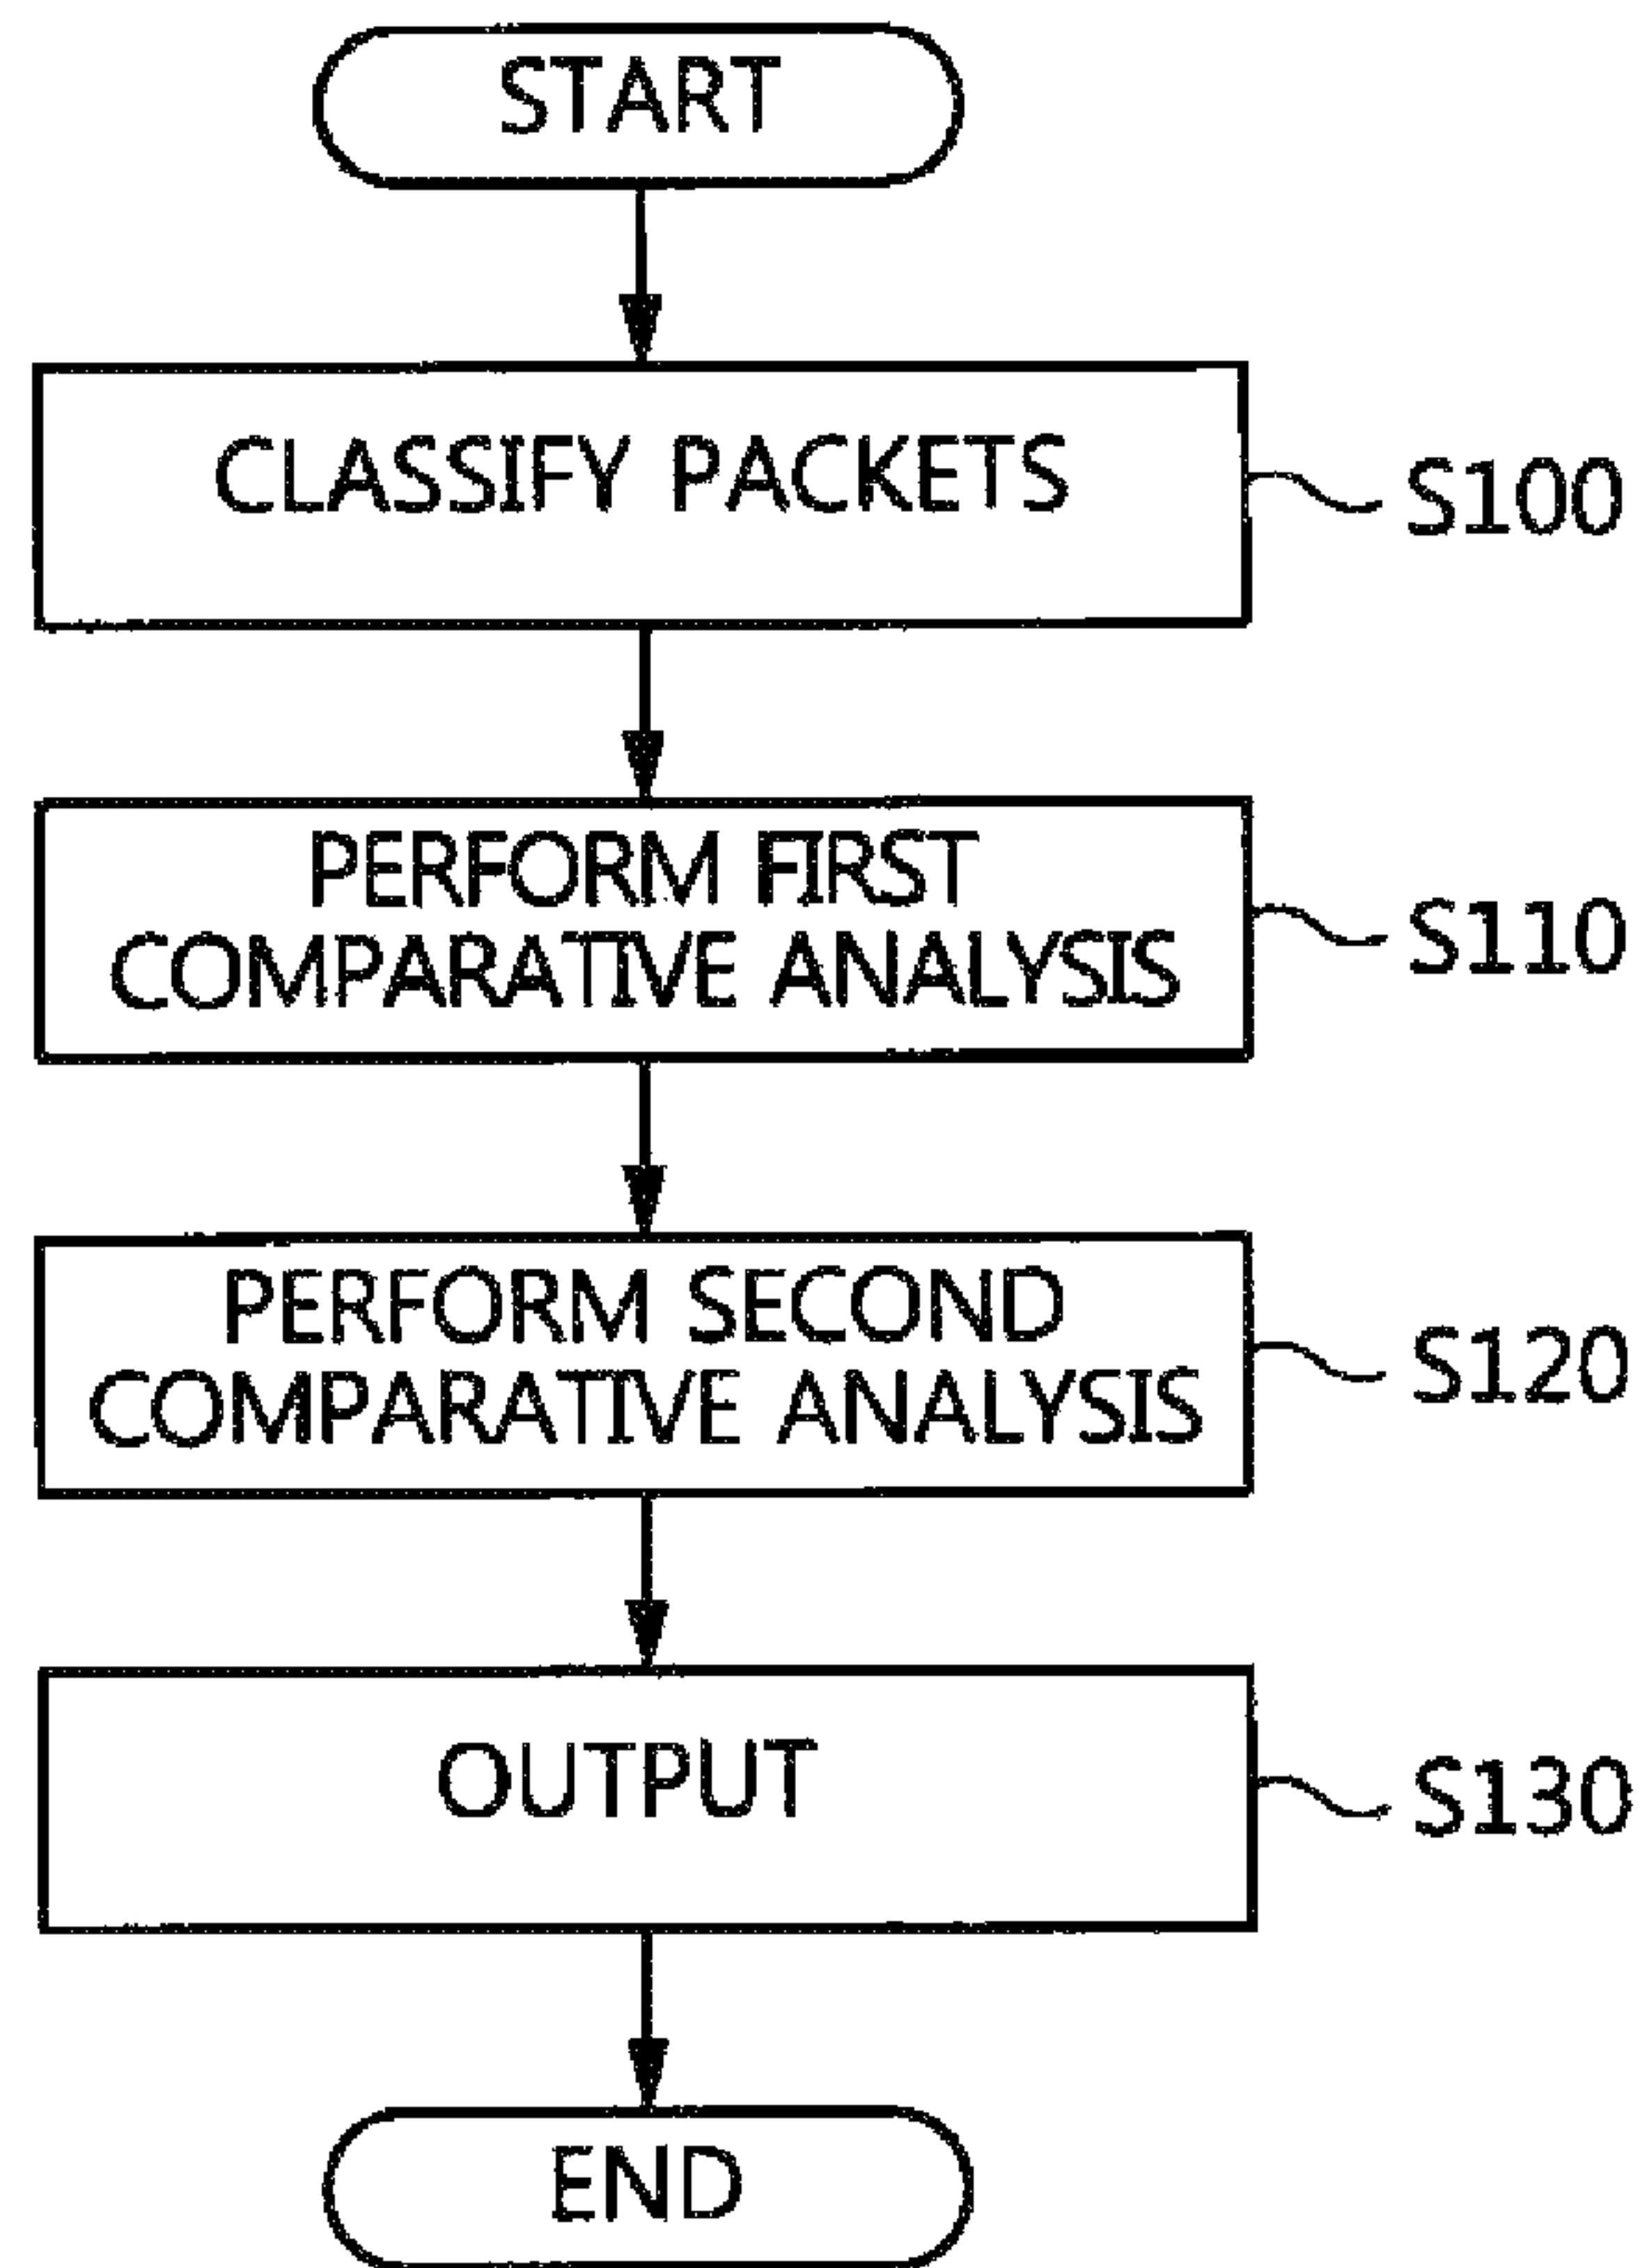 START
CLASSIFY PACKETS
S100
PERFORM FIRST
COMPARATIVE ANALYSIS
S110
PERFORM SECOND
COMPARATIVE ANALYSIS
S120
OUTPUT
S130
END